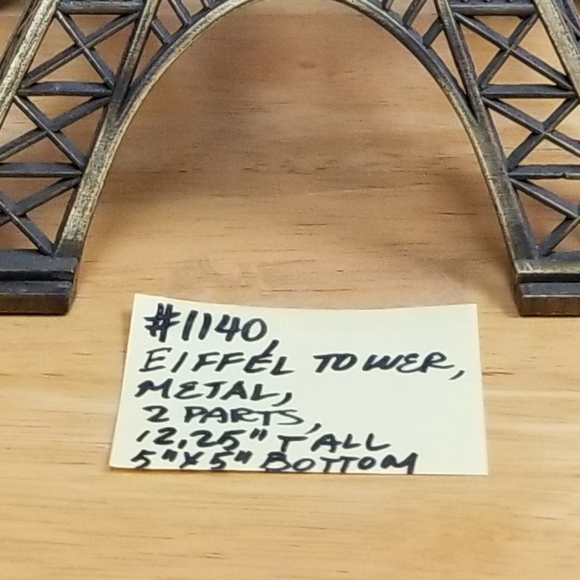 #1140,
EIFFEL TOWER,
METAL,
2 PARTS,
12.25" TALL
5"X5" BOTTOM